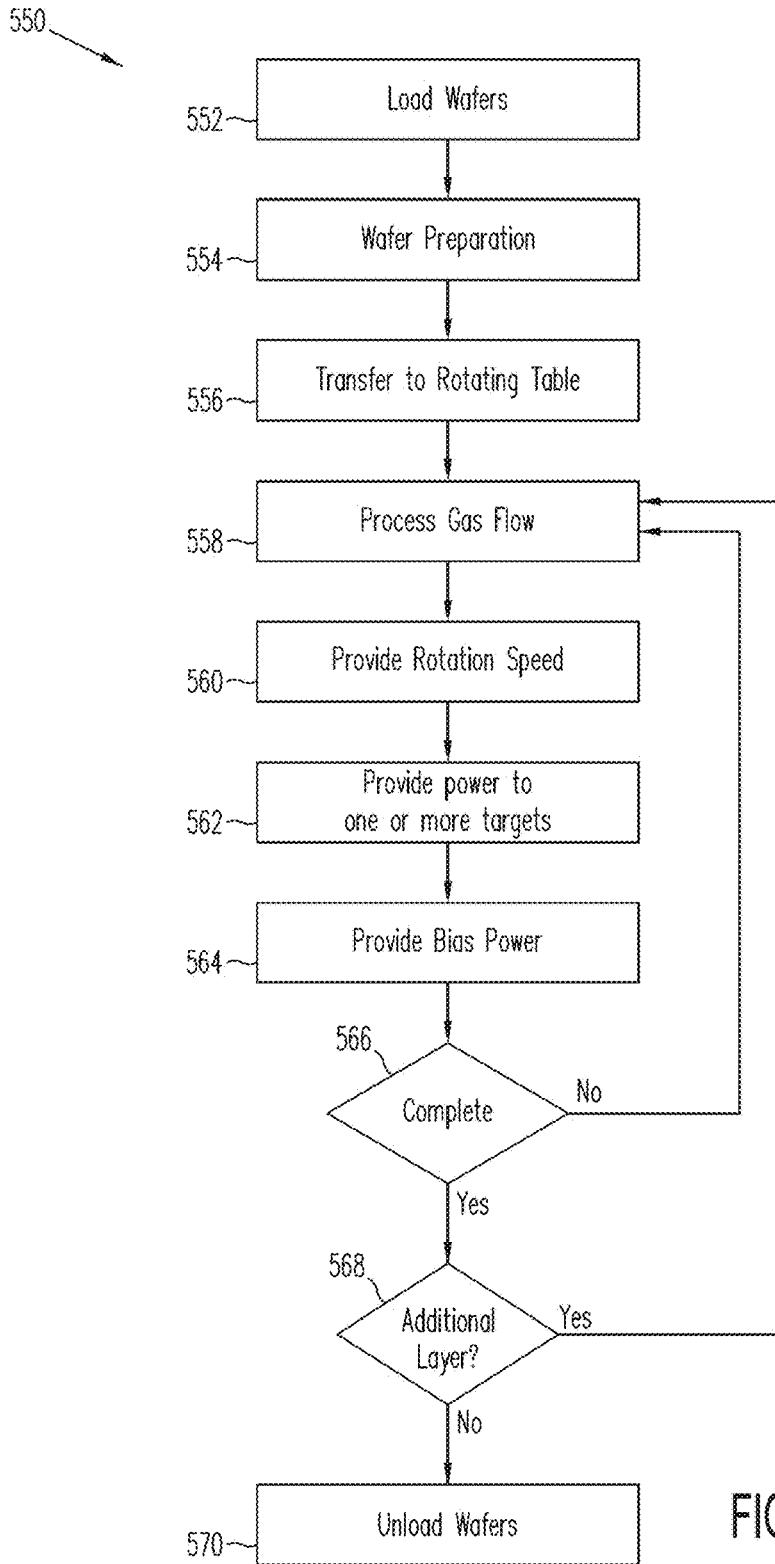 550
Load Wafers
552
Wafer Preparation
554
Transfer to Rotating Table
556
Process Gas Flow
558
Provide Rotation Speed
560
Provide power to
one or more targets
562
Provide Bias Power
564
566
Complete
No
Yes
568
Additional
Layer?
Yes
No
Unload Wafers
570
FIG